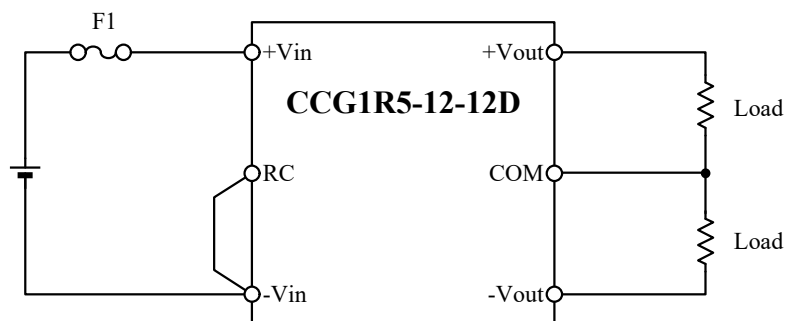 F1
+Vin
+Vout
CCG1R5-12-12D
Load
RC
COM
Load
-Vin
-Vout